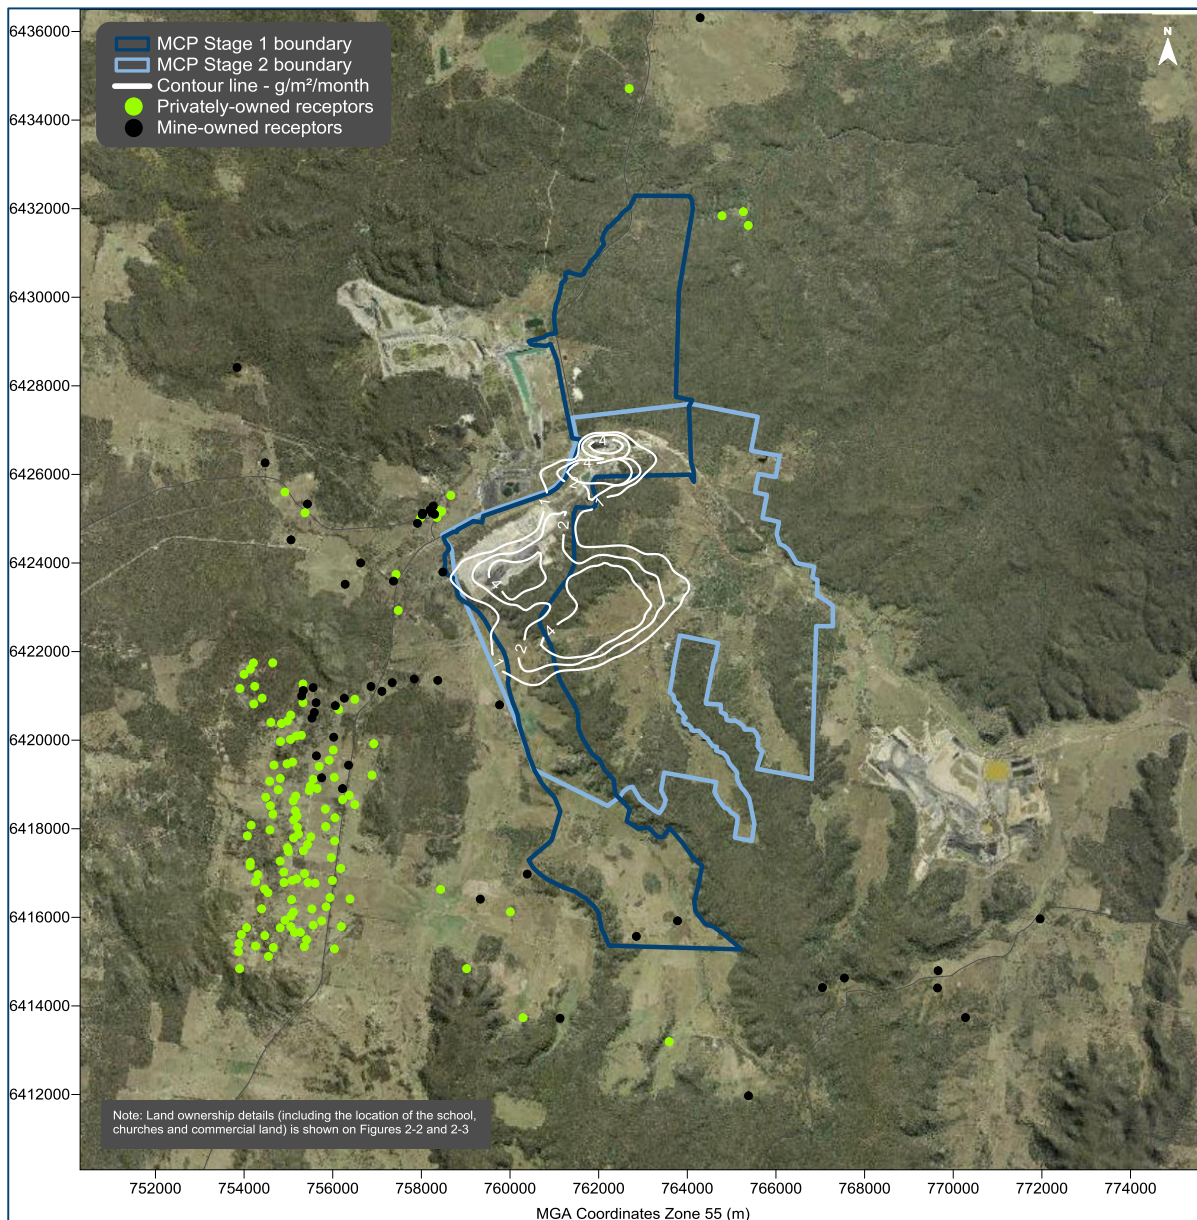 MCP Stage 1 boundary
MCP Stage 2 boundary
Contour line - g/m²/month
Privately-owned receptors
Mine-owned receptors
N
6436000
6434000
6432000
6430000
6428000
6426000
6424000
6422000
6420000
6418000
6416000
6414000
6412000
4
1
4
2
1
1
2
4
4
2
1
Note: Land ownership details (including the location of the school,
churches and commercial land) is shown on Figures 2-2 and 2-3
752000 754000 756000 758000 760000 762000 764000 766000 768000 770000 772000 774000
MGA Coordinates Zone 55 (m)